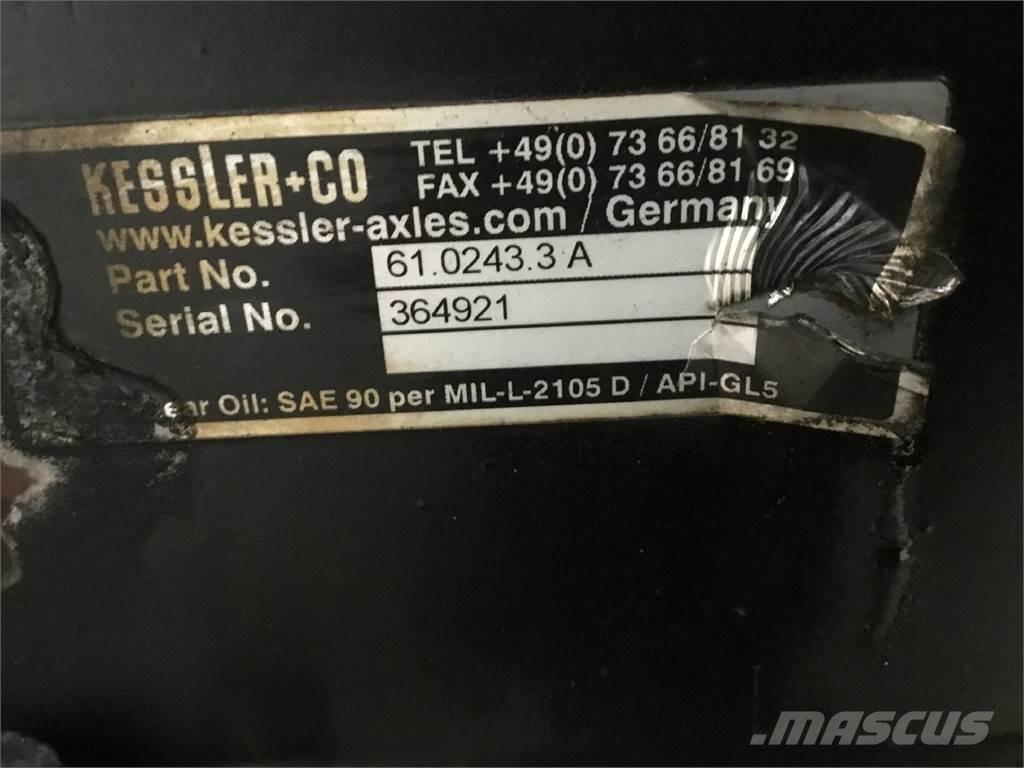 KESSLER+CO
TEL +49(0) 73 66/81 32
FAX +49(0) 73 66/81 69
www.kessler-axles.com / Germany
Part No. 61.0243.3 A
Serial No. 364921
ear Oil: SAE 90 per MIL-L-2105 D / API-GL5
MASCUS